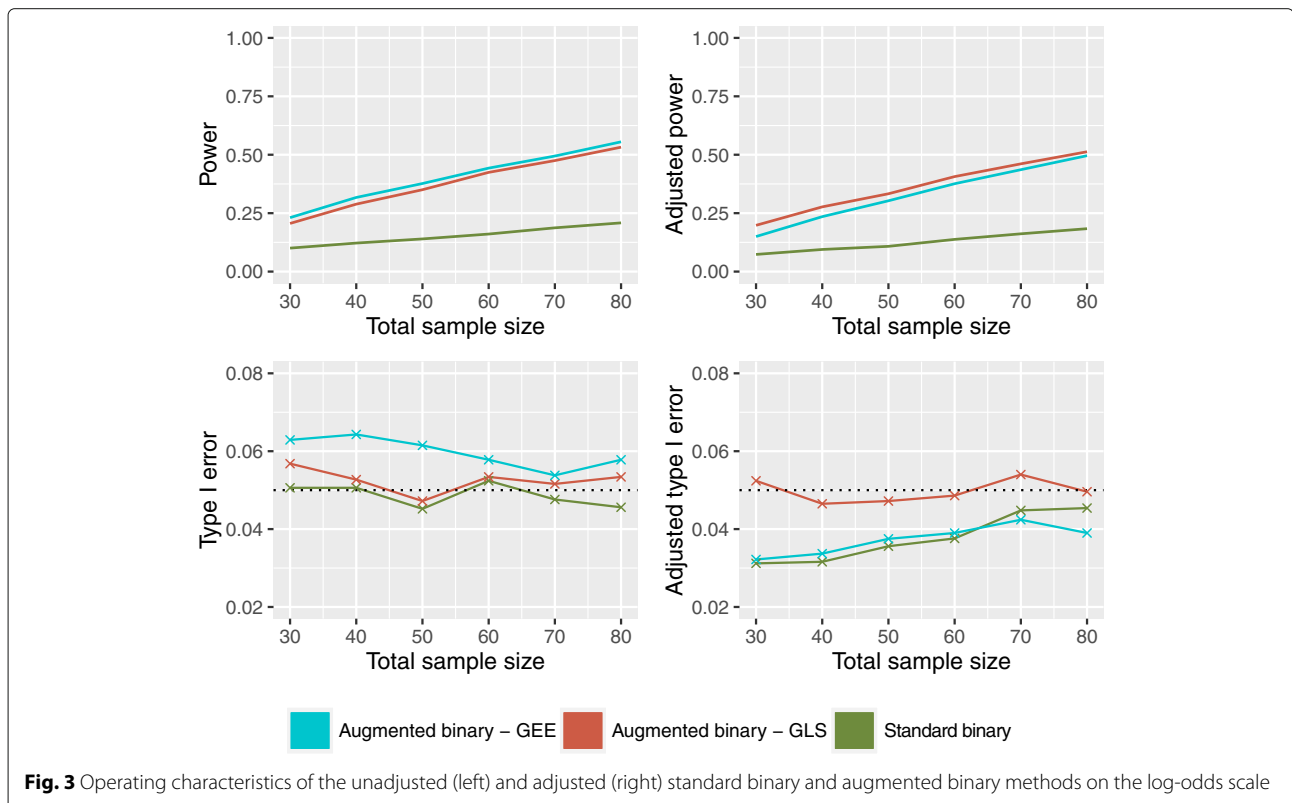 1.00
0.75
0.50
0.25
0.00
Power
30 40 50 60 70 80
Total sample size
1.00
0.75
0.50
0.25
0.00
Adjusted power
30 40 50 60 70 80
Total sample size
0.08
0.06
0.04
0.02
Type I error
30 40 50 60 70 80
Total sample size
0.08
0.06
0.04
0.02
Adjusted type I error
30 40 50 60 70 80
Total sample size
Augmented binary – GEE Augmented binary – GLS Standard binary
Fig. 3 Operating characteristics of the unadjusted (left) and adjusted (right) standard binary and augmented binary methods on the log-odds scale